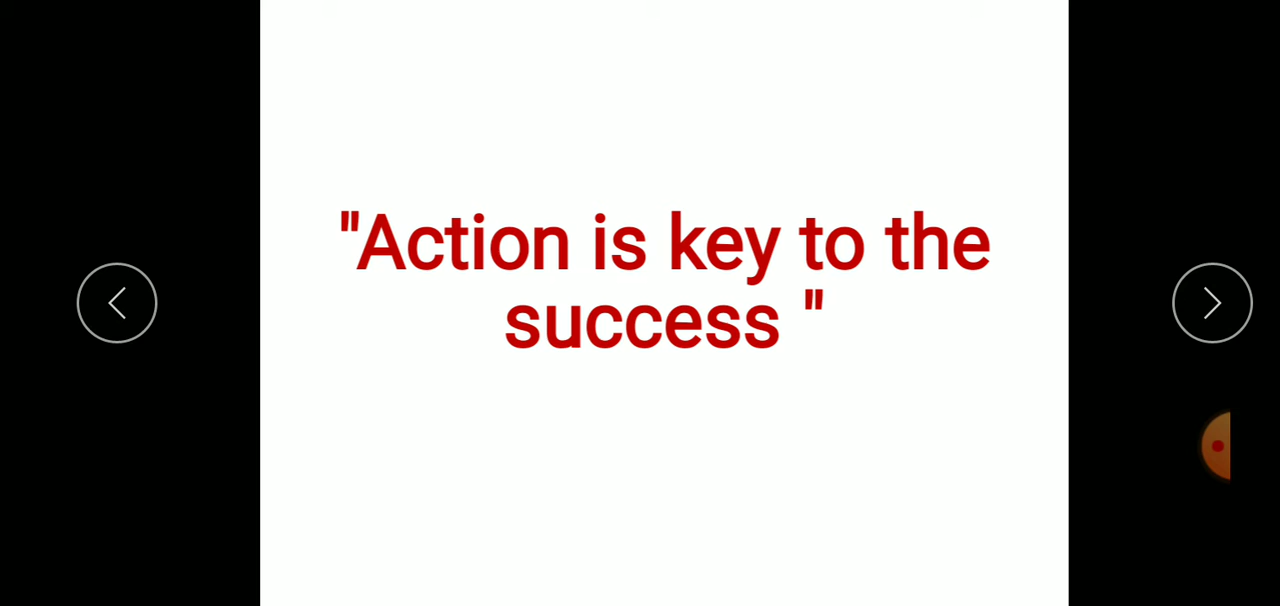 "Action is key to the
success "